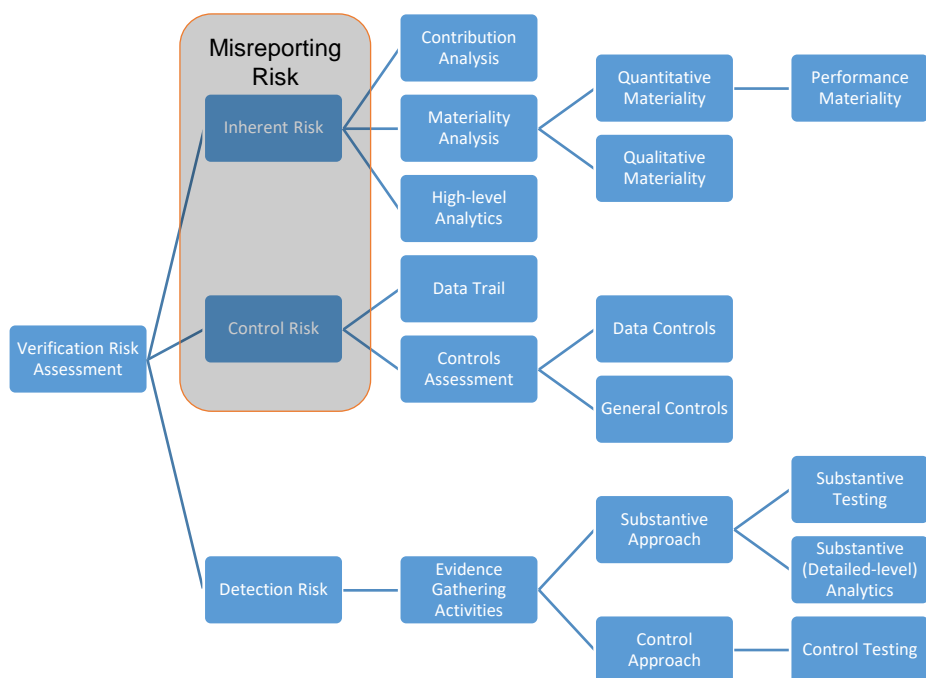 Misreporting
Risk
Contribution
Analysis
Quantitative
Materiality
Performance
Materiality
Inherent Risk
Materiality
Analysis
Qualitative
Materiality
High-level
Analytics
Data Trail
Control Risk
Data Controls
Verification Risk
Assessment
Controls
Assessment
General Controls
Substantive
Testing
Substantive
Approach
Substantive
(Detailed-level)
Analytics
Detection Risk
Evidence
Gathering
Activities
Control
Approach
Control Testing